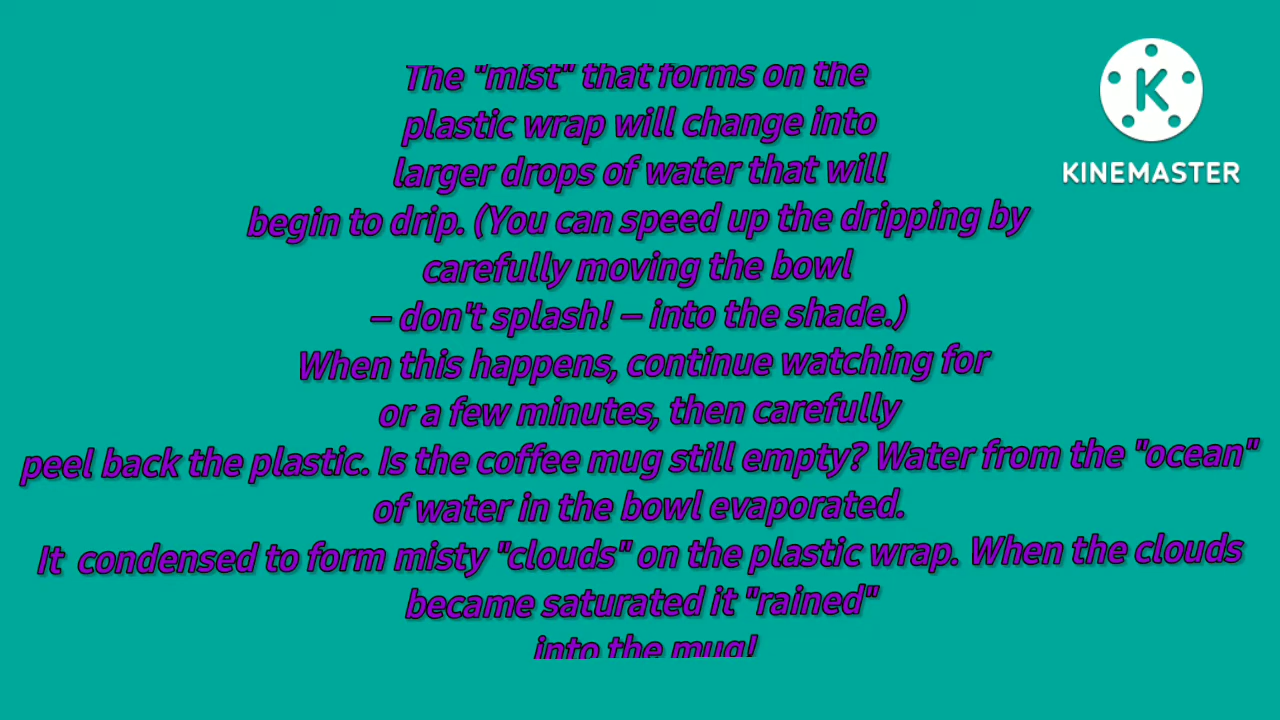 The "mist" that forms on the
plastic wrap will change into
larger drops of water that will
begin to drip. (You can speed up the dripping by
carefully moving the bowl
– don't splash! – into the shade.)
When this happens, continue watching for
or a few minutes, then carefully
peel back the plastic. Is the coffee mug still empty? Water from the "ocean"
of water in the bowl evaporated.
It condensed to form misty "clouds" on the plastic wrap. When the clouds
became saturated it "rained"
into the mug!
K
KINEMASTER